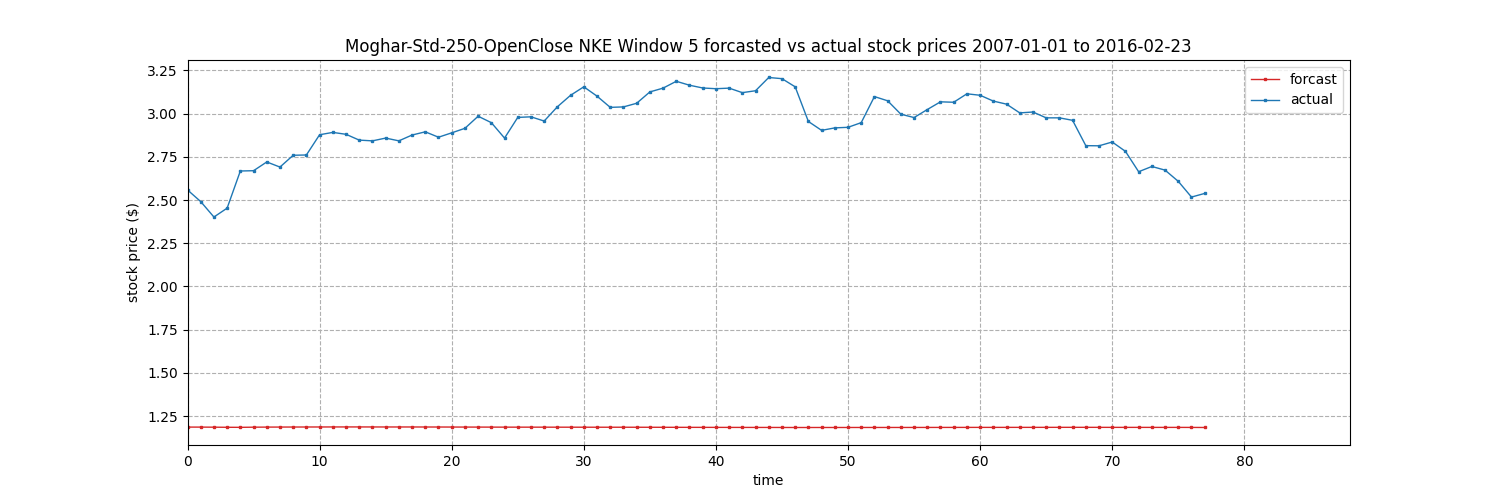 Moghar-Std-250-OpenClose NKE Window 5 forcasted vs actual stock prices 2007-01-01 to 2016-02-23
forcast
actual
3.25
3.00
2.75
2.50
2.25
2.00
1.75
1.50
1.25
stock price ($)
0 10 20 30 40 50 60 70 80
time